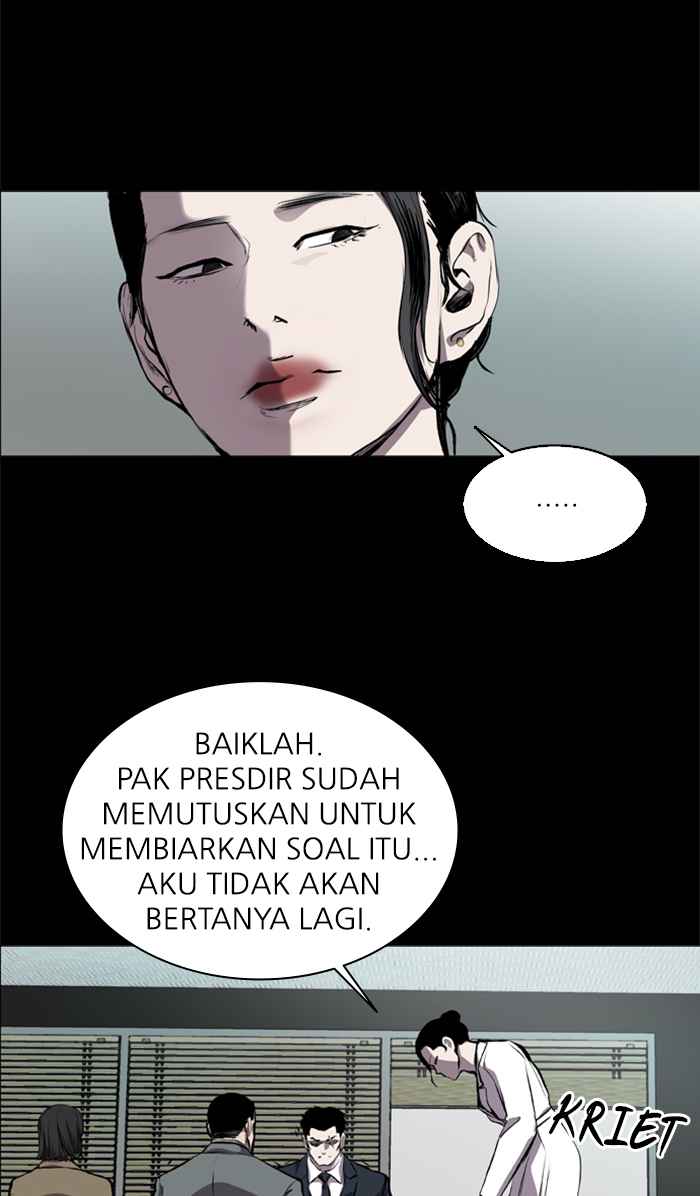 .....
BAIKLAH.
PAK PRESDIR SUDAH
MEMUTUSKAN UNTUK
MEMBIARKAN SOAL ITU...
AKU TIDAK AKAN
BERTANYA LAGI.
KRIET